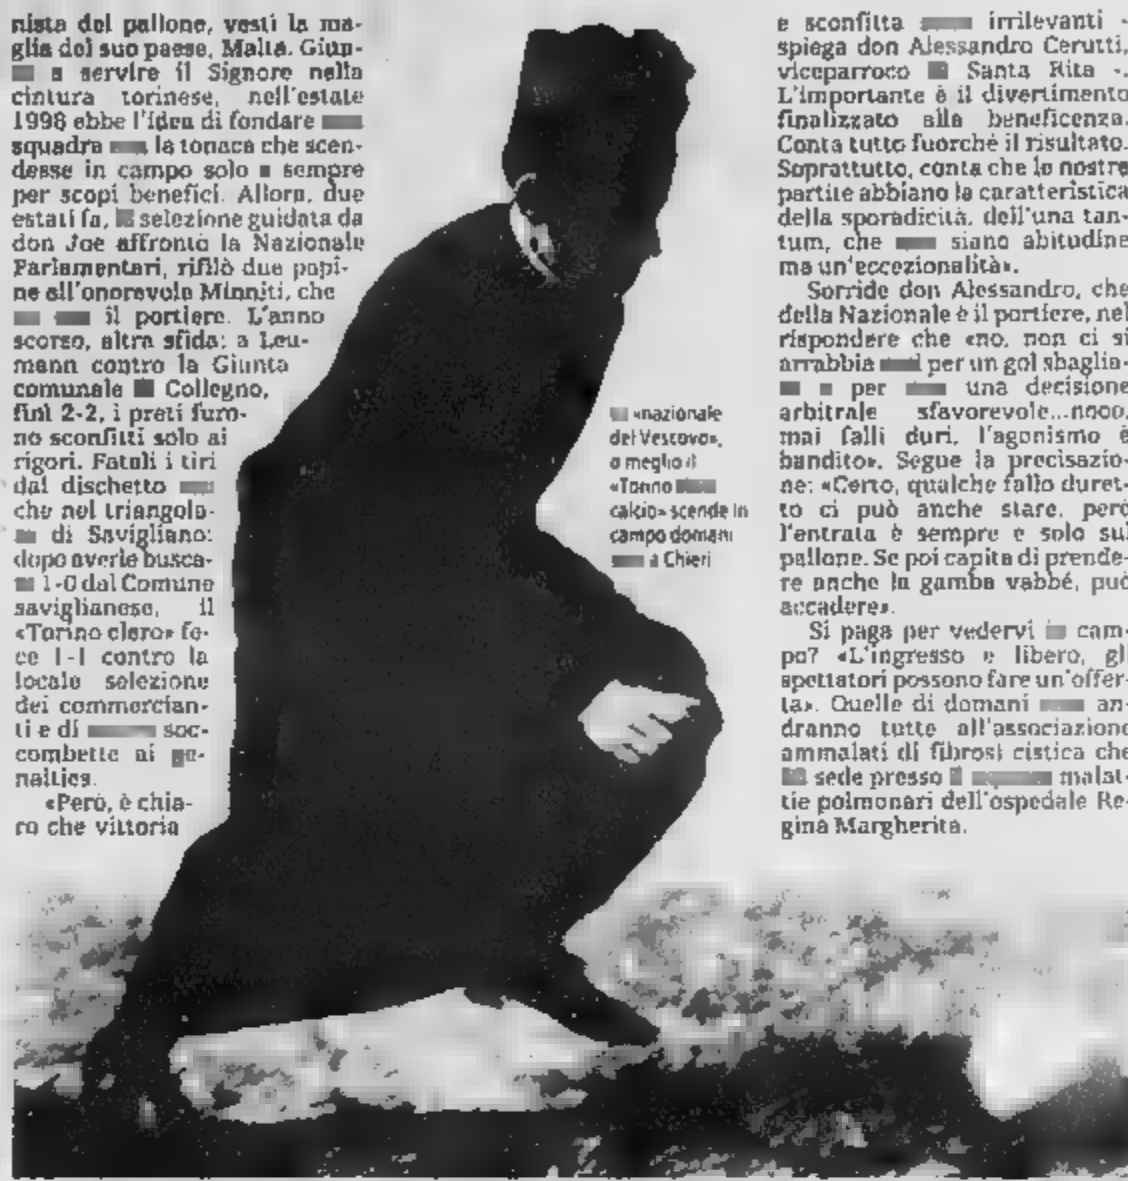 nista del pallone, vestì la ma-
glia del suo paese, Malta. Giun-
a servire il Signore nella
cintura torinese, nell'estate
1998 ebbe l'idea di fondare
squadra la tonaca che scen-
desse in campo solo e sempre
per scopi benefici. Allora, due
estati fa, selezione guidata da
don Joe affrontò la Nazionale
Parlamentari, rifilò due papi-
ne all'onorevole Minniti, che
il portiere. L'anno
scorso, altra sfida: a Leu-
mann contro la Giunta
comunale Collegno,
finì 2-2, i preti furo-
no sconfitti solo ai
rigori. Fatali i tiri
dal dischetto
che nel triangola-
di Savigliano:
dopo averle busca-
1-0 dal Comune
saviglianese, il
«Torino clero» fe-
ce 1-1 contro la
locale selezione
dei commercian-
ti e di soc-
combette ai pe-
nalties.
«Però, è chia-
ro che vittoria
«nazionale
del Vescovo»,
o meglio il
«Torino
calcio» scende in
campo domani
a Chieri
e sconfitta irrilevanti -
spiega don Alessandro Cerutti,
viceparroco Santa Rita -.
L'importante è il divertimento
finalizzato alla beneficenza.
Conta tutto fuorché il risultato.
Soprattutto, conta che le nostre
partite abbiano la caratteristica
della sporadicità, dell'una tan-
tum, che siano abitudine
ma un'eccezionalità».
Sorride don Alessandro, che
della Nazionale è il portiere, nel
rispondere che «no, non ci si
arrabbia per un gol sbaglia-
per una decisione
arbitrale sfavorevole...nooo,
mai falli duri, l'agonismo è
bandito». Segue la precisazio-
ne: «Certo, qualche fallo duret-
to ci può anche stare, però
l'entrata è sempre e solo sul
pallone. Se poi capita di prende-
re anche la gamba vabbé, può
accadere».
Si paga per vedervi in cam-
po? «L'ingresso e libero, gli
spettatori possono fare un'offer-
ta». Quelle di domani an-
dranno tutte all'associazione
ammalati di fibrosi cistica che
sede presso malat-
tie polmonari dell'ospedale Re-
gina Margherita.